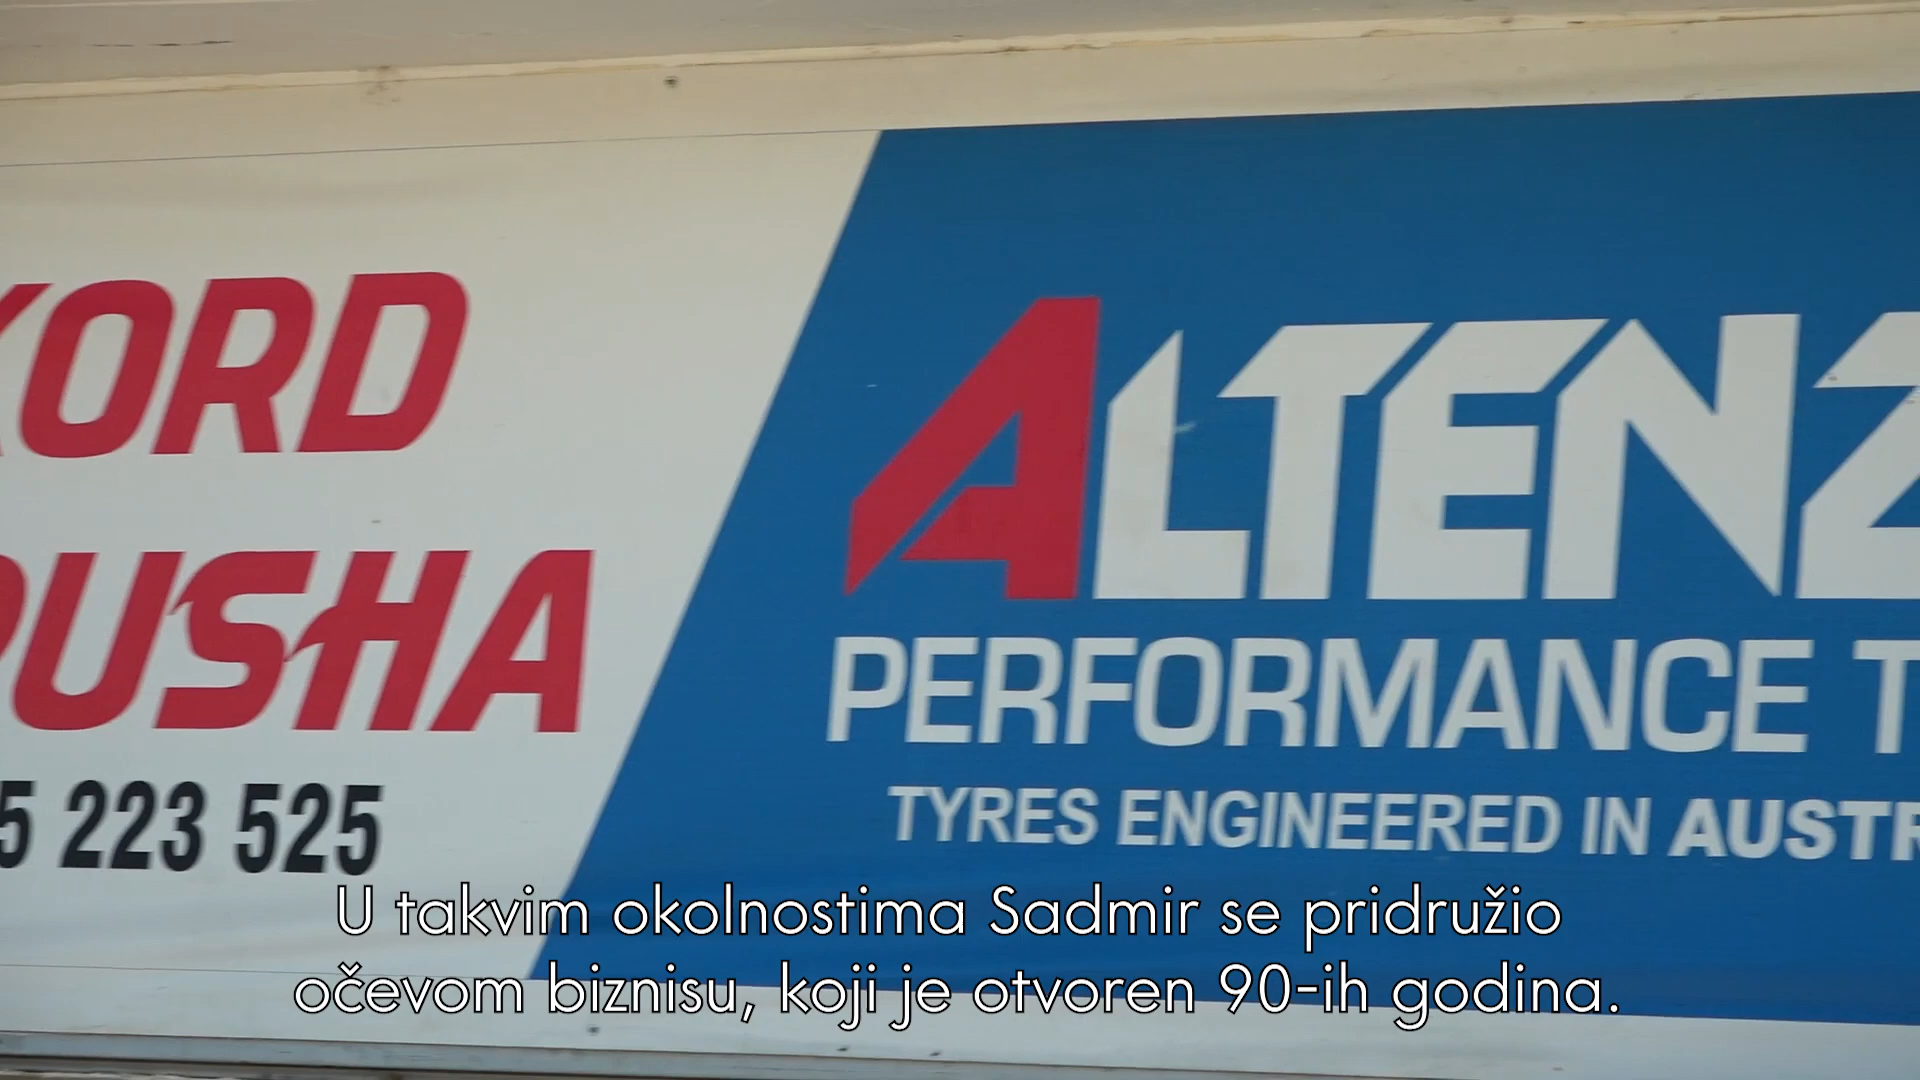 KORD
USHA
5 223 525
ALTENZ
PERFORMANCE T
TYRES ENGINEERED IN AUSTR
U takvim okolnostima Sadmir se pridružio
očevom biznisu, koji je otvoren 90-ih godina.